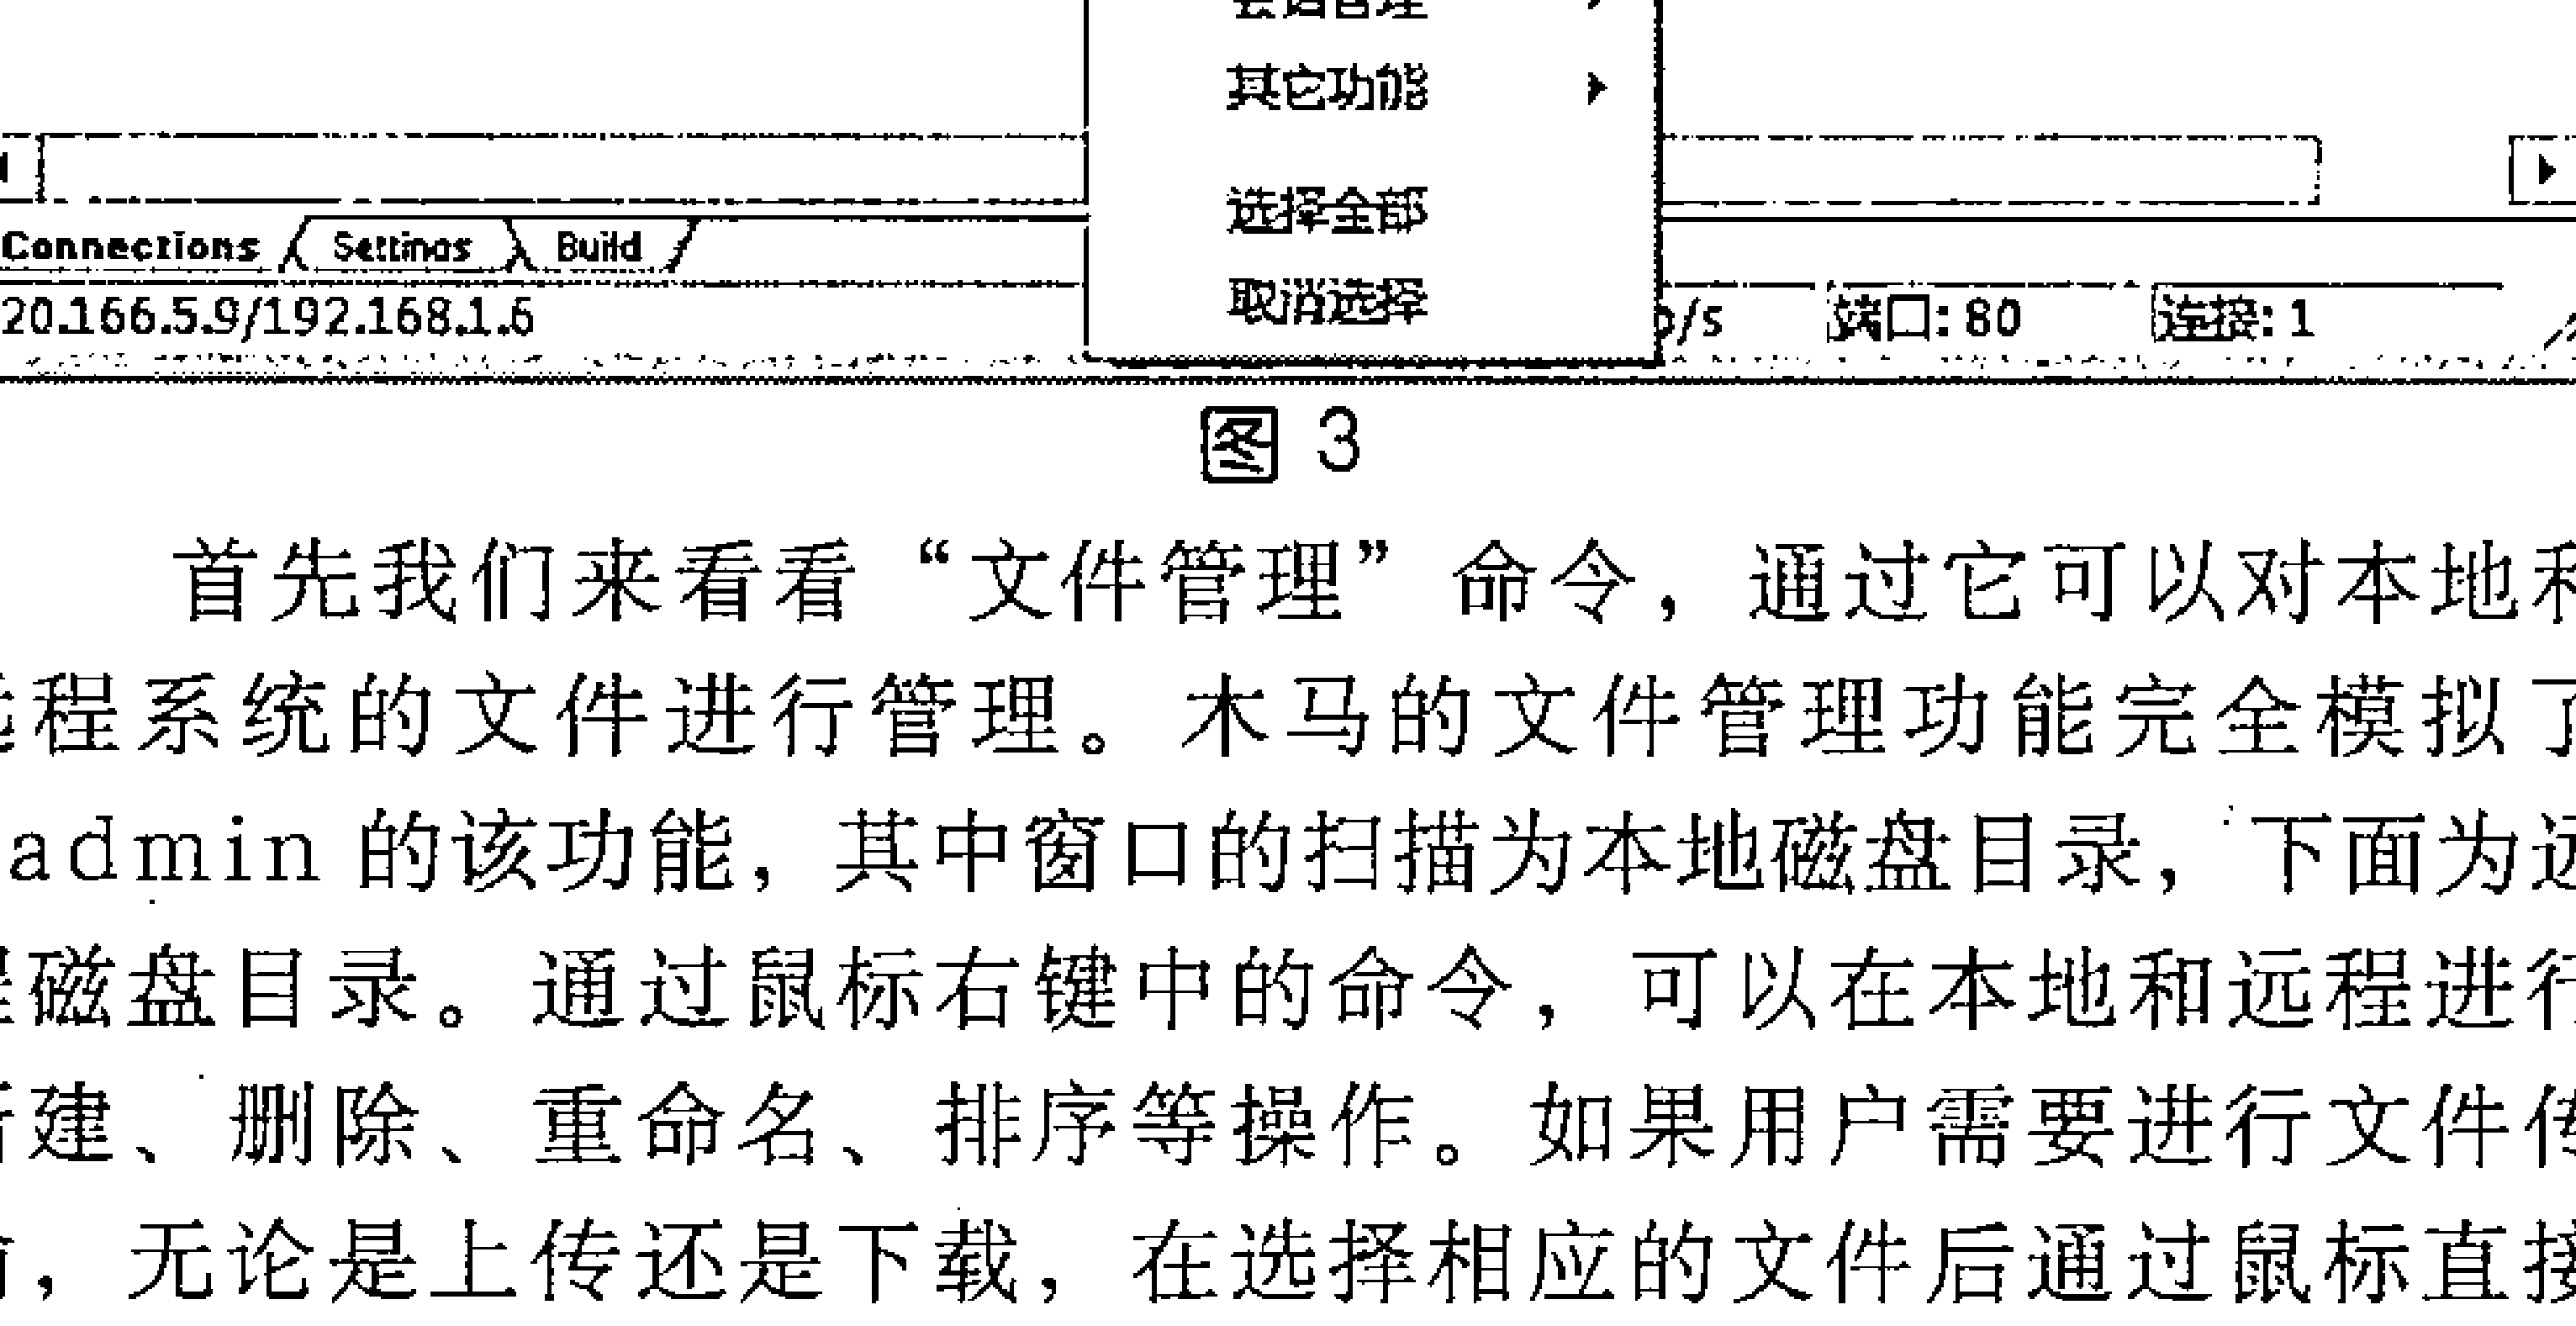 其它功能
选择全部
Connections Settings Build
取消选择
20.166.5.9/192.168.1.6
/s 端口: 80 连接: 1
图 3
首先我们来看看“文件管理”命令，通过它可以对本地和
程系统的文件进行管理。木马的文件管理功能完全模拟了
admin 的该功能，其中窗口的扫描为本地磁盘目录，下面为远
程磁盘目录。通过鼠标右键中的命令，可以在本地和远程进行
建、删除、重命名、排序等操作。如果用户需要进行文件传
，无论是上传还是下载，在选择相应的文件后通过鼠标直接